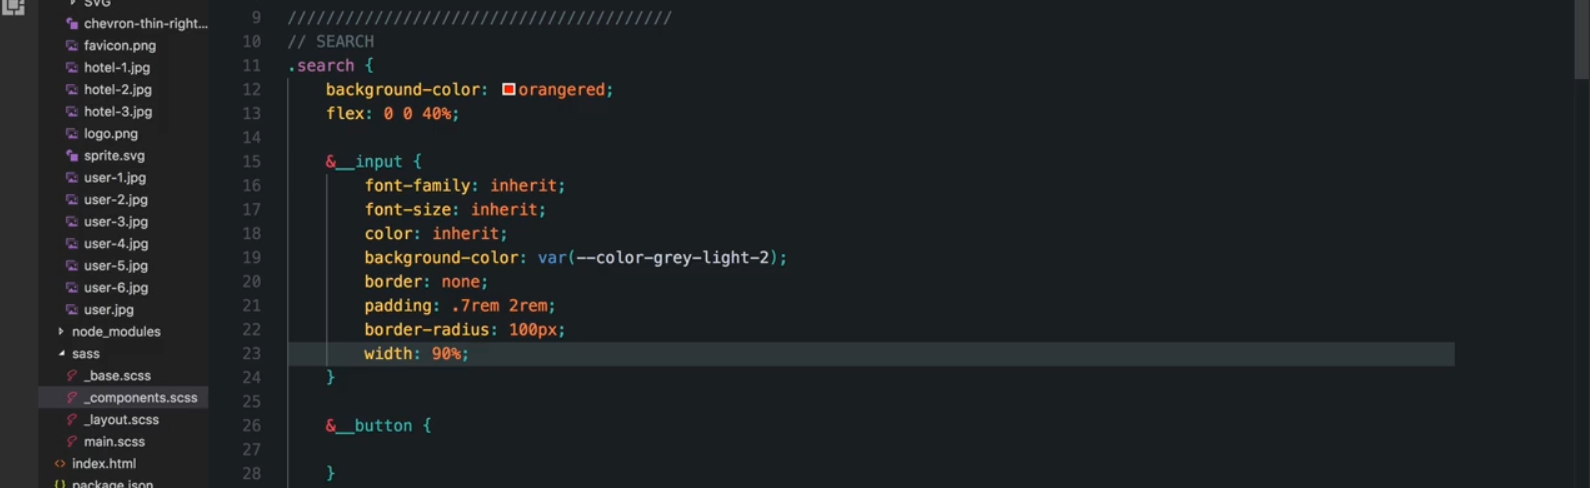 SVG
chevron-thin-right...
favicon.png
hotel-1.jpg
hotel-2.jpg
hotel-3.jpg
logo.png
sprite.svg
user-1.jpg
user-2.jpg
user-3.jpg
user-4.jpg
user-5.jpg
user-6.jpg
user.jpg
node_modules
sass
_base.scss
_components.scss
_layout.scss
main.scss
index.html
package.json
9 ////////////////////////////////////////
10 // SEARCH
11 .search {
12 background-color: orangered;
13 flex: 0 0 40%;
14
15 &__input {
16 font-family: inherit;
17 font-size: inherit;
18 color: inherit;
19 background-color: var(--color-grey-light-2);
20 border: none;
21 padding: .7rem 2rem;
22 border-radius: 100px;
23 width: 90%;
24 }
25
26 &__button {
27
28 }